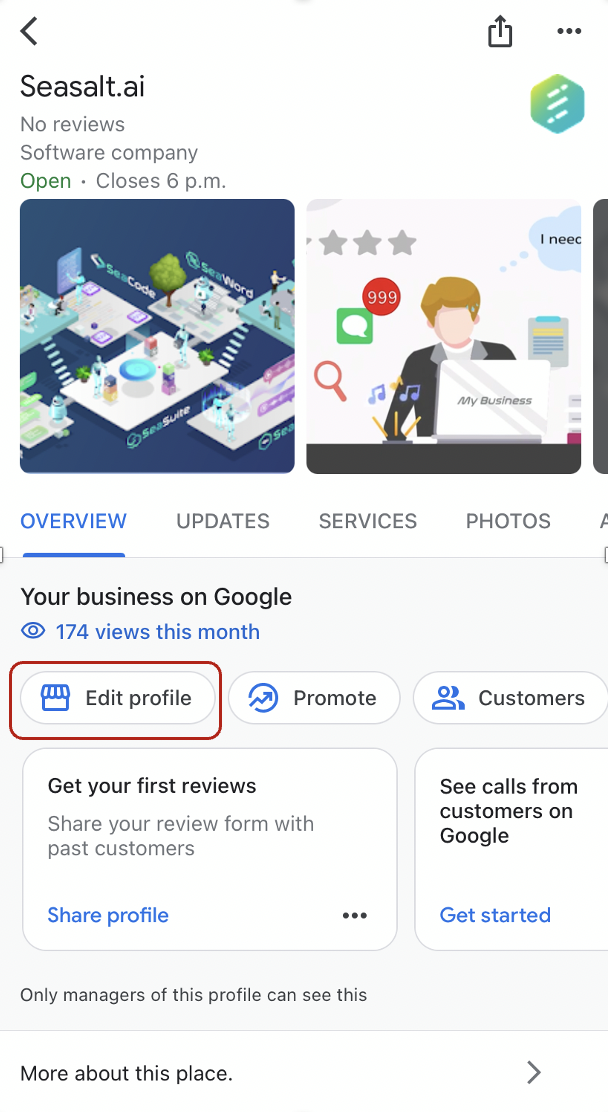 Seasalt.ai
No reviews
Software company
Open · Closes 6 p.m.
SeaCode
SeaWord
SeaSuite
999
I need
My Business
OVERVIEW UPDATES SERVICES PHOTOS A
Your business on Google
174 views this month
Edit profile
Promote
Customers
Get your first reviews
Share your review form with
past customers
Share profile
See calls from
customers on
Google
Get started
Only managers of this profile can see this
More about this place.